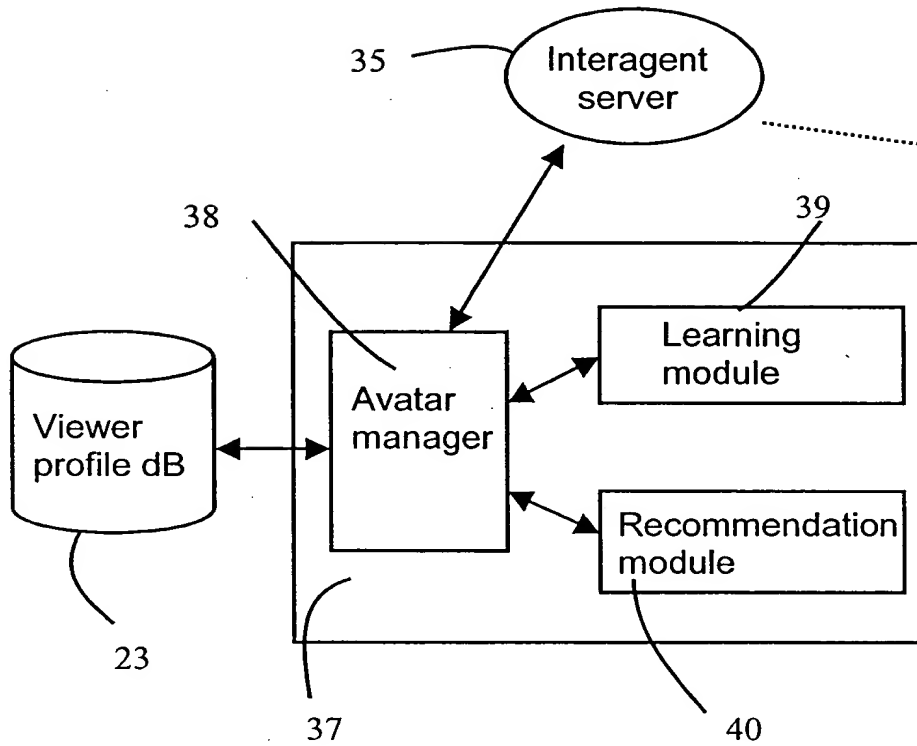 35
Interagent
server
38
39
Learning
module
Avatar
manager
Viewer
profile dB
Recommendation
module
23
37
40